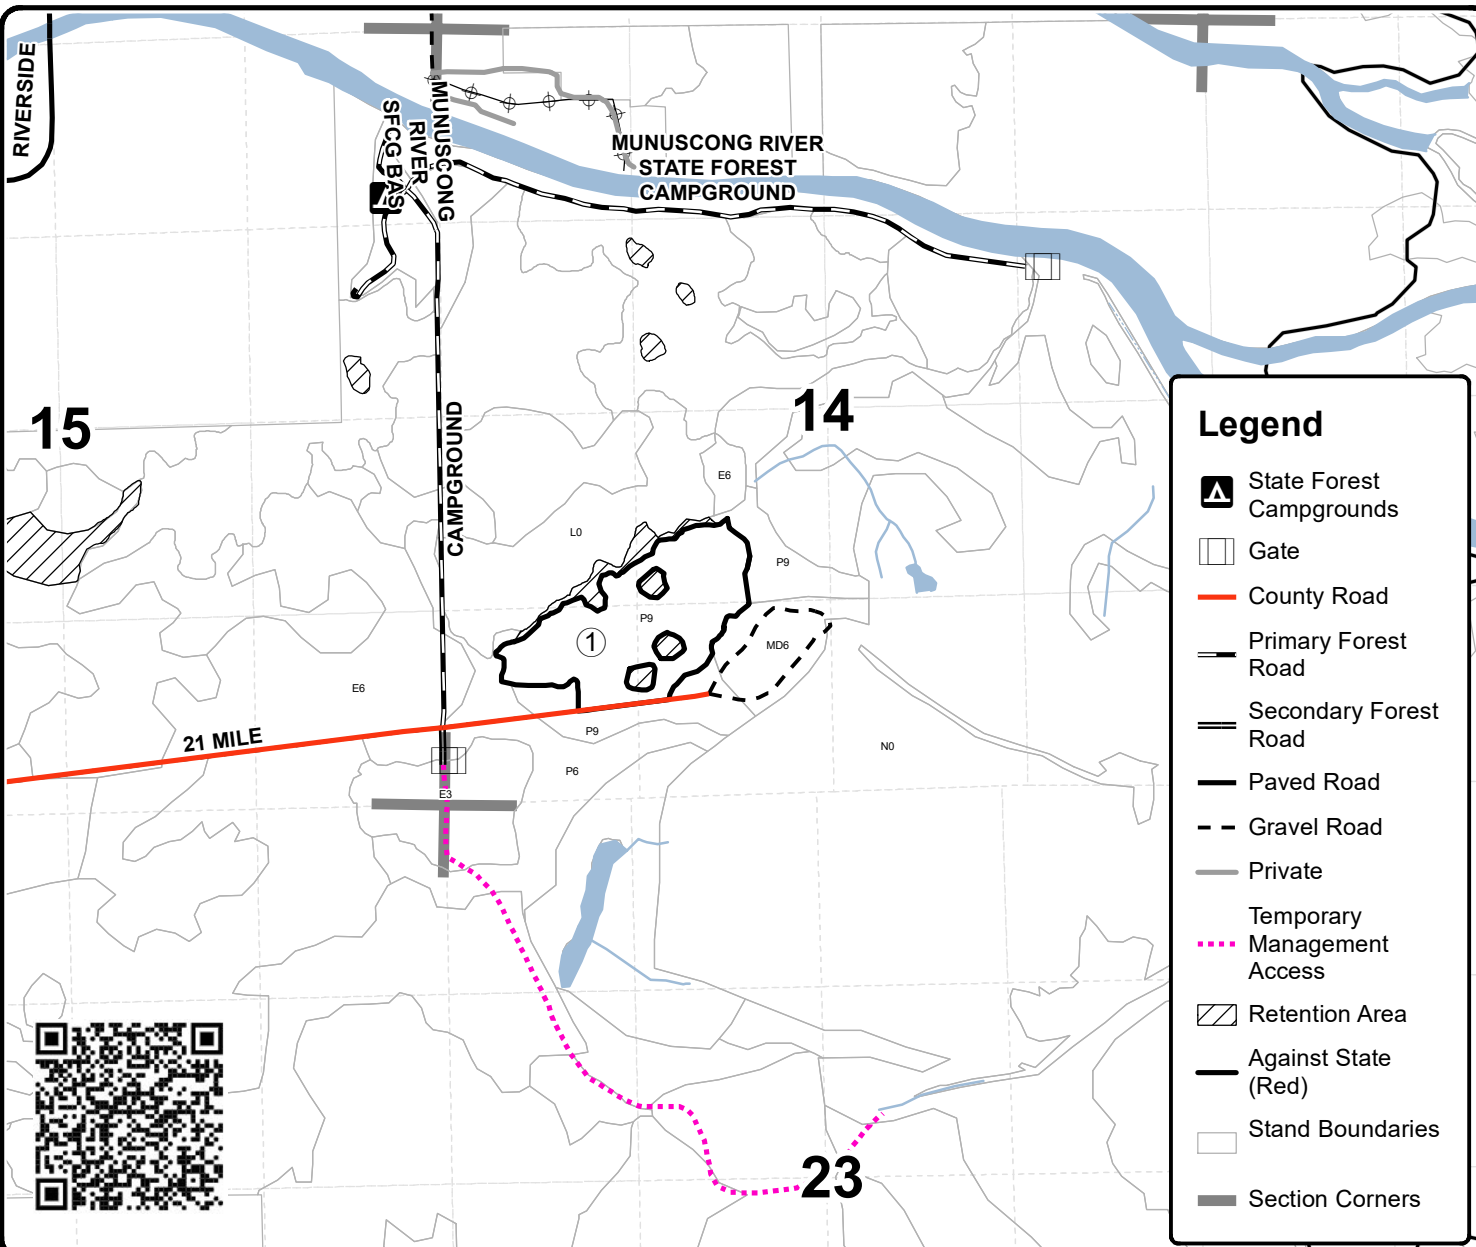 RIVERSIDE
MUNUSCONG
RIVER
SFCG BAS
MUNUSCONG RIVER
STATE FOREST
CAMPGROUND
15
14
CAMPGROUND
E6
L0
P9
P9
1
MD6
E6
21 MILE
P9
P6
N0
E3
23
Legend
State Forest
Campgrounds
Gate
County Road
Primary Forest
Road
Secondary Forest
Road
Paved Road
Gravel Road
Private
Temporary
Management
Access
Retention Area
Against State
(Red)
Stand Boundaries
Section Corners